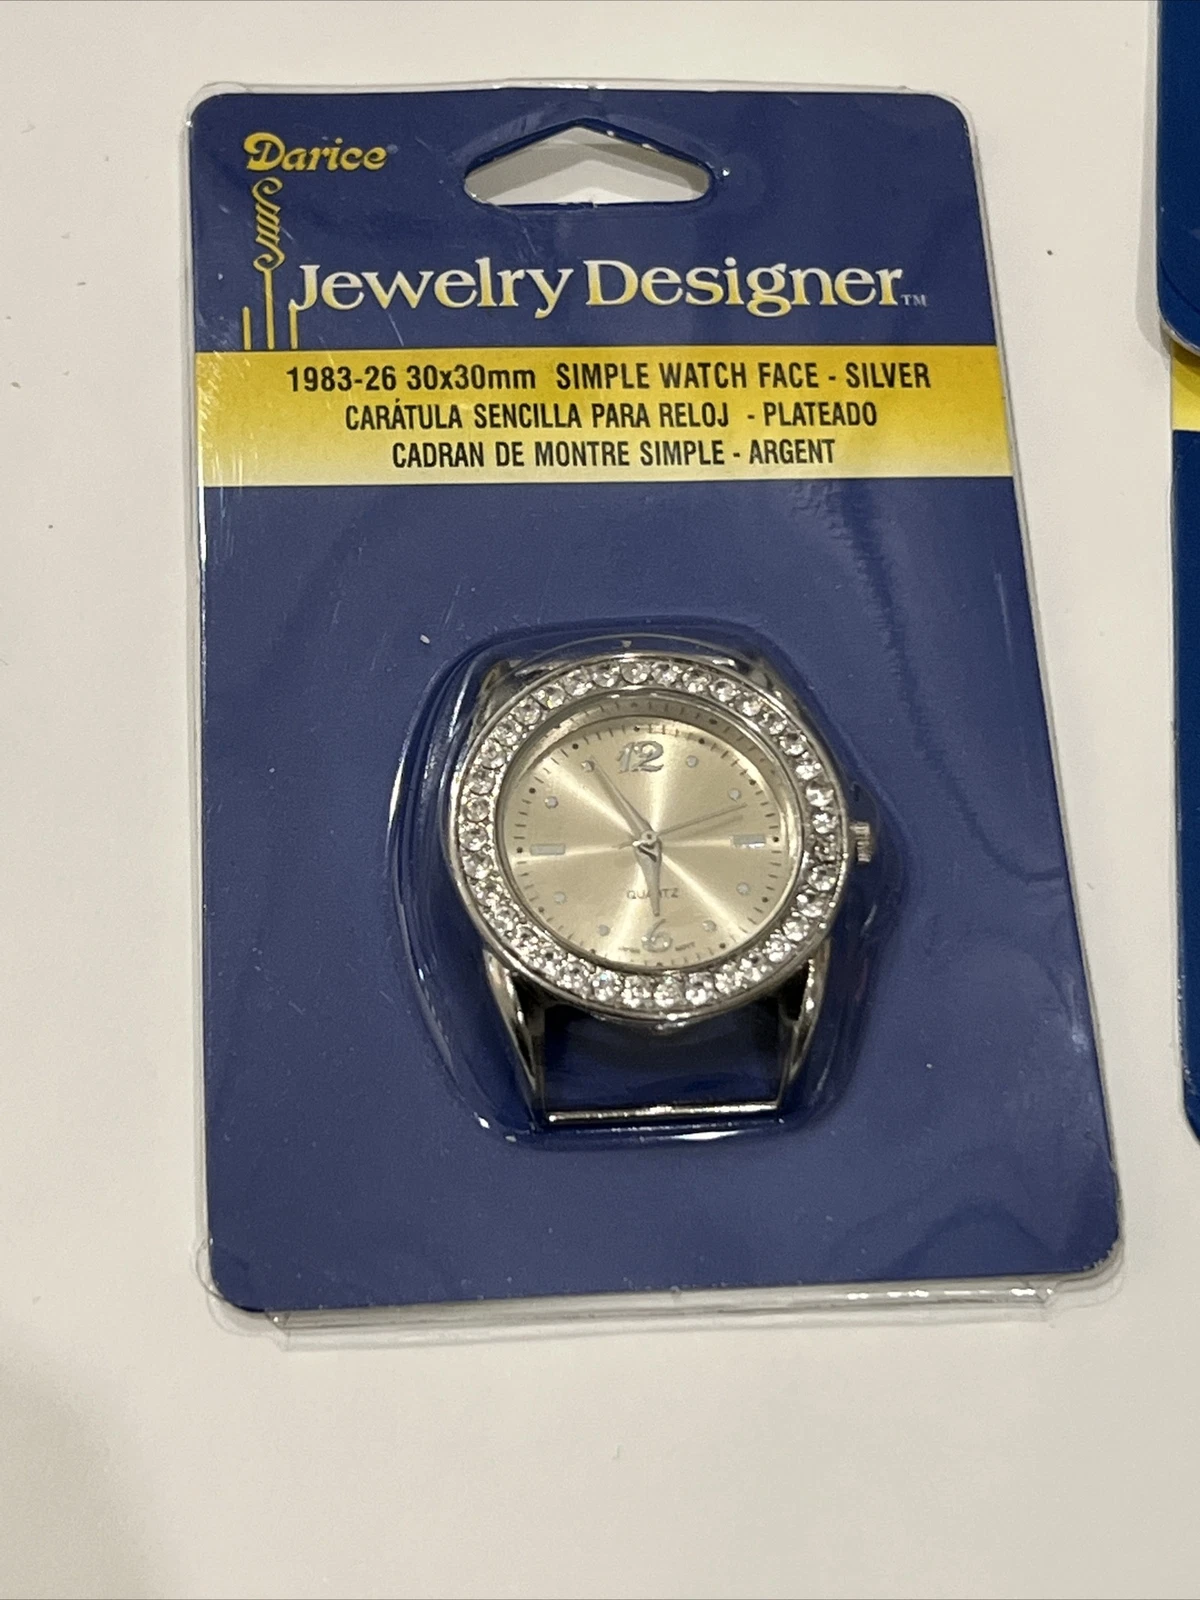 Darice
Jewelry Designer™
1983-26 30x30mm SIMPLE WATCH FACE - SILVER
CARÁTULA SENCILLA PARA RELOJ - PLATEADO
CADRAN DE MONTRE SIMPLE - ARGENT
12
QUARTZ
6